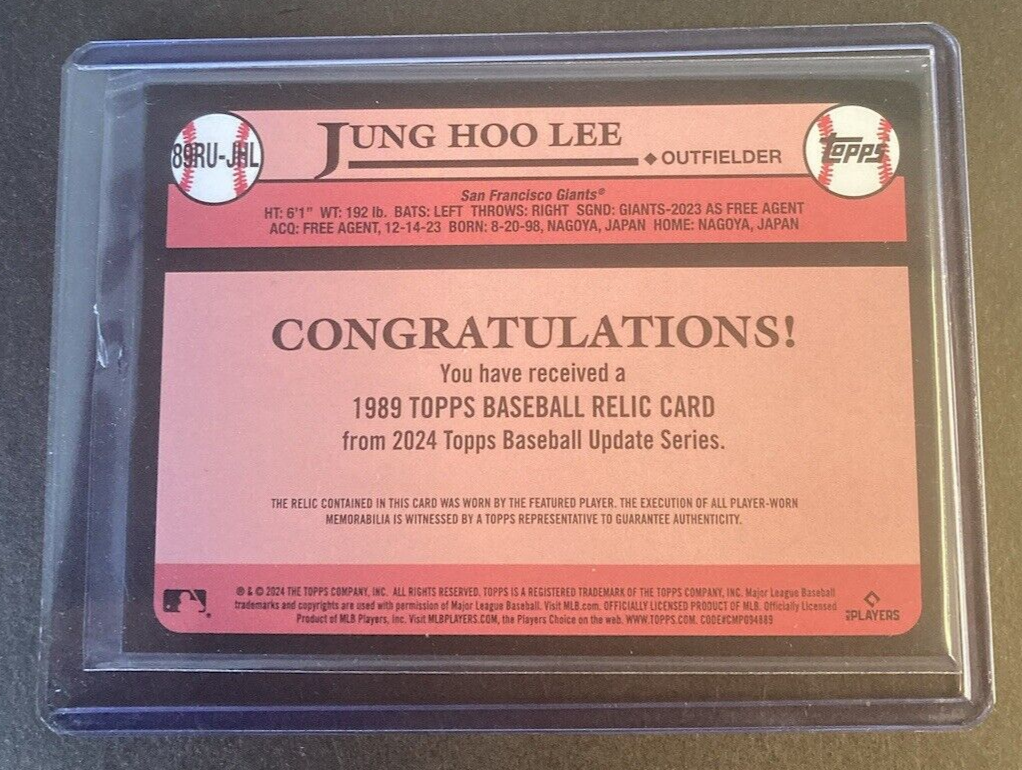 89RU-JHL
JUNG HOO LEE
◆OUTFIELDER
TOPPS
San Francisco Giants®
HT: 6'1" WT: 192 lb. BATS: LEFT THROWS: RIGHT SGND: GIANTS-2023 AS FREE AGENT
ACQ: FREE AGENT, 12-14-23 BORN: 8-20-98, NAGOYA, JAPAN HOME: NAGOYA, JAPAN
CONGRATULATIONS!
You have received a
1989 TOPPS BASEBALL RELIC CARD
from 2024 Topps Baseball Update Series.
THE RELIC CONTAINED IN THIS CARD WAS WORN BY THE FEATURED PLAYER. THE EXECUTION OF ALL PLAYER-WORN
MEMORABILIA IS WITNESSED BY A TOPPS REPRESENTATIVE TO GUARANTEE AUTHENTICITY.
® & © 2024 THE TOPPS COMPANY, INC. ALL RIGHTS RESERVED. TOPPS IS A REGISTERED TRADEMARK OF THE TOPPS COMPANY, INC. Major League Baseball
trademarks and copyrights are used with permission of Major League Baseball. Visit MLB.com. OFFICIALLY LICENSED PRODUCT OF MLB. Officially Licensed
Product of MLB Players, Inc. Visit MLBPLAYERS.COM, the Players Choice on the web. WWW.TOPPS.COM. CODE#CMP094889
MLB PLAYERS